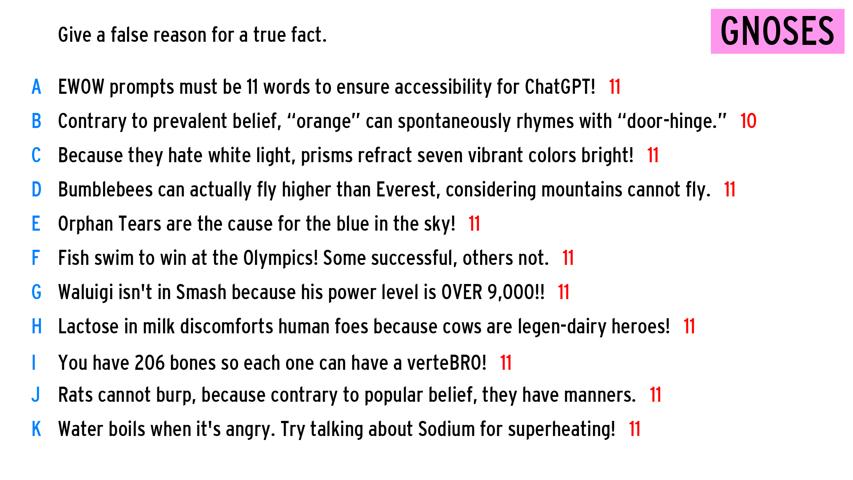 Give a false reason for a true fact.
GNOSES
A EWOW prompts must be 11 words to ensure accessibility for ChatGPT! 11
B Contrary to prevalent belief, “orange” can spontaneously rhymes with “door-hinge.” 10
C Because they hate white light, prisms refract seven vibrant colors bright! 11
D Bumblebees can actually fly higher than Everest, considering mountains cannot fly. 11
E Orphan Tears are the cause for the blue in the sky! 11
F Fish swim to win at the Olympics! Some successful, others not. 11
G Waluigi isn't in Smash because his power level is OVER 9,000!! 11
H Lactose in milk discomforts human foes because cows are legen-dairy heroes! 11
I You have 206 bones so each one can have a verteBRO! 11
J Rats cannot burp, because contrary to popular belief, they have manners. 11
K Water boils when it's angry. Try talking about Sodium for superheating! 11